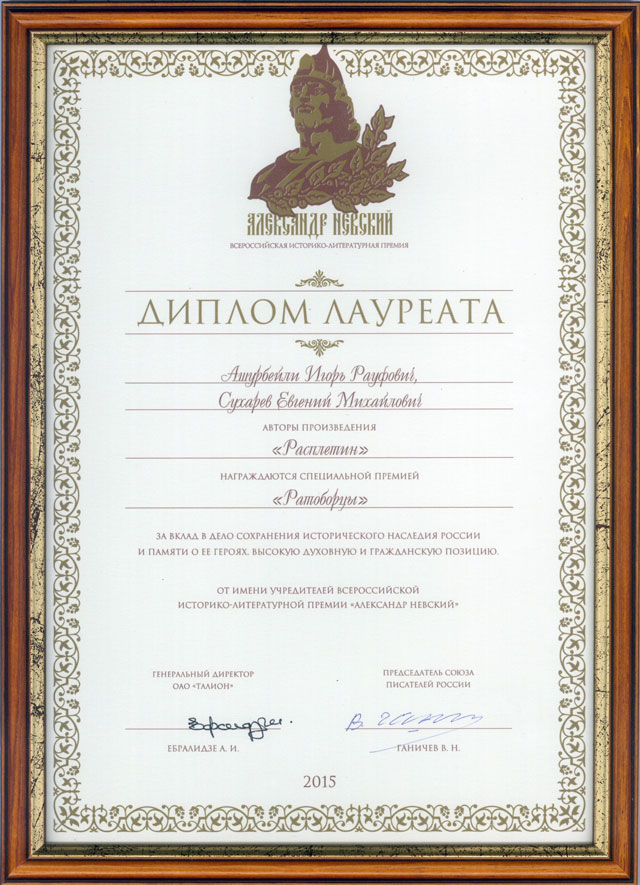 АЛЕКСАНДР НЕВСКИЙ
ВСЕРОССИЙСКАЯ ИСТОРИКО-ЛИТЕРАТУРНАЯ ПРЕМИЯ
ДИПЛОМ ЛАУРЕАТА
Ашурбейли Игорь Рауфович,
Сухарев Евгений Михайлович
АВТОРЫ ПРОИЗВЕДЕНИЯ
«Расплетин»
НАГРАЖДАЮТСЯ СПЕЦИАЛЬНОЙ ПРЕМИЕЙ
«Ратоборцы»
ЗА ВКЛАД В ДЕЛО СОХРАНЕНИЯ ИСТОРИЧЕСКОГО НАСЛЕДИЯ РОССИИ
И ПАМЯТИ О ЕЕ ГЕРОЯХ, ВЫСОКУЮ ДУХОВНУЮ И ГРАЖДАНСКУЮ ПОЗИЦИЮ.
ОТ ИМЕНИ УЧРЕДИТЕЛЕЙ ВСЕРОССИЙСКОЙ
ИСТОРИКО-ЛИТЕРАТУРНОЙ ПРЕМИИ «АЛЕКСАНДР НЕВСКИЙ»
ГЕНЕРАЛЬНЫЙ ДИРЕКТОР
ОАО «ТАЛИОН»
ПРЕДСЕДАТЕЛЬ СОЮЗА
ПИСАТЕЛЕЙ РОССИИ
ЕБРАЛИДЗЕ А. И.
ГАНИЧЕВ В. Н.
2015